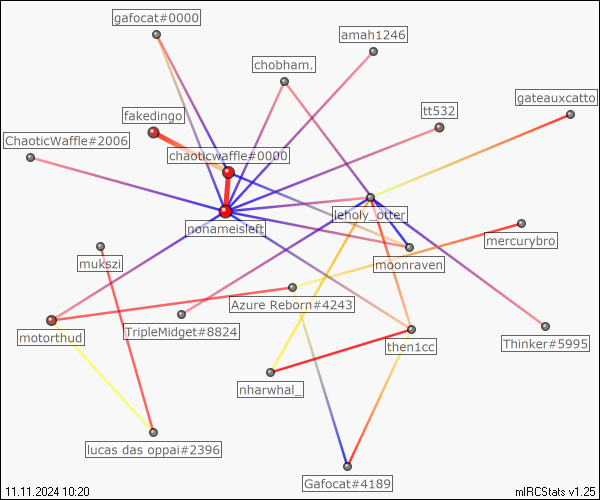 gafocat#0000
amah1246
chobham.
gateauxcatto
fakedingo
tt532
ChaoticWaffle#2006
chaoticwaffle#0000
leholy_otter
nonameisleft
mercurybro
moonraven
mukszi
Azure Reborn#4243
motorthud
TripleMidget#8824
then1cc
Thinker#5995
nharwhal_
lucas das oppai#2396
Gafocat#4189
11.11.2024 10:20
mIRCStats v1.25